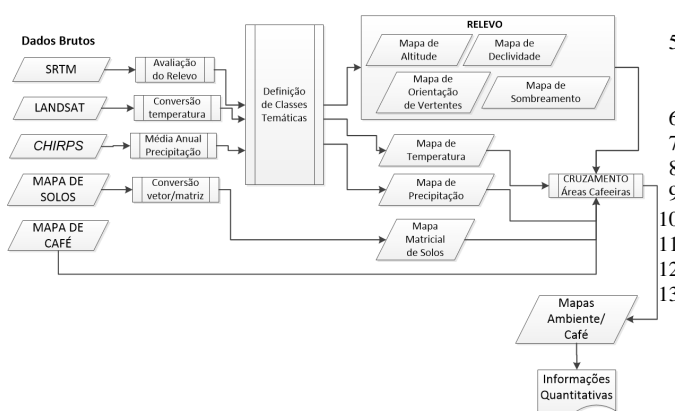 RELEVO
Dados Brutos
SRTM
Avaliação
do Relevo
Mapa de
Altitude
Mapa de
Declividade
Mapa de
Orientação
de Vertentes
Mapa de
Sombreamento
LANDSAT
Conversão
temperatura
Definição
de Classes
Temáticas
CHIRPS
Média Anual
Precipitação
Mapa de
Temperatura
MAPA DE
SOLOS
Conversão
vetor/matriz
Mapa de
Precipitação
CRUZAMENTO
Áreas Cafeeiras
MAPA DE
CAFÉ
Mapa
Matricial
de Solos
Mapas
Ambiente/
Café
Informações
Quantitativas
5
6
7
8
9
10
11
12
13